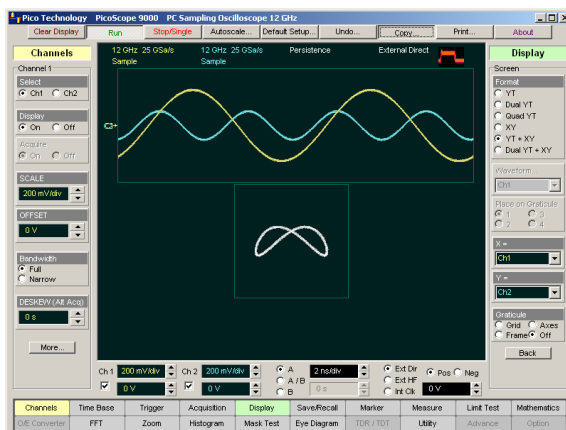 Pico Technology PicoScope 9000 PC Sampling Oscilloscope 12 GHz
Clear Display Run Stop/Single Autoscale... Default Setup... Undo... Copy... Print... About
Channels
Channel 1
Select
Ch1 Ch2
Display
On Off
Acquire
On Off
SCALE
200 mV/div
OFFSET
0 V
Bandwidth
Full
Narrow
DESKEW (Alt Acq)
0 s
More...
12 GHz 25 GSa/s 12 GHz 25 GSa/s Persistence External Direct
Sample Sample
Display
Screen
Format
YT
Dual YT
Quad YT
XY
YT + XY
Dual YT + XY
Waveform...
Ch1
Place on Graticule
1 3
2 4
X =
Ch1
Y =
Ch2
Graticule
Grid Axes
Frame Off
Back
Ch 1 200 mV/div Ch 2 200 mV/div A 2 ns/div Ext Dir Pos Neg
A / B Ext HF
0 V 0 V B 0 s Int Clk 0 V
Channels Time Base Trigger Acquisition Display Save/Recall Marker Measure Limit Test Mathematics
O/E Converter FFT Zoom Histogram Mask Test Eye Diagram TDR / TDT Utility Advance Option